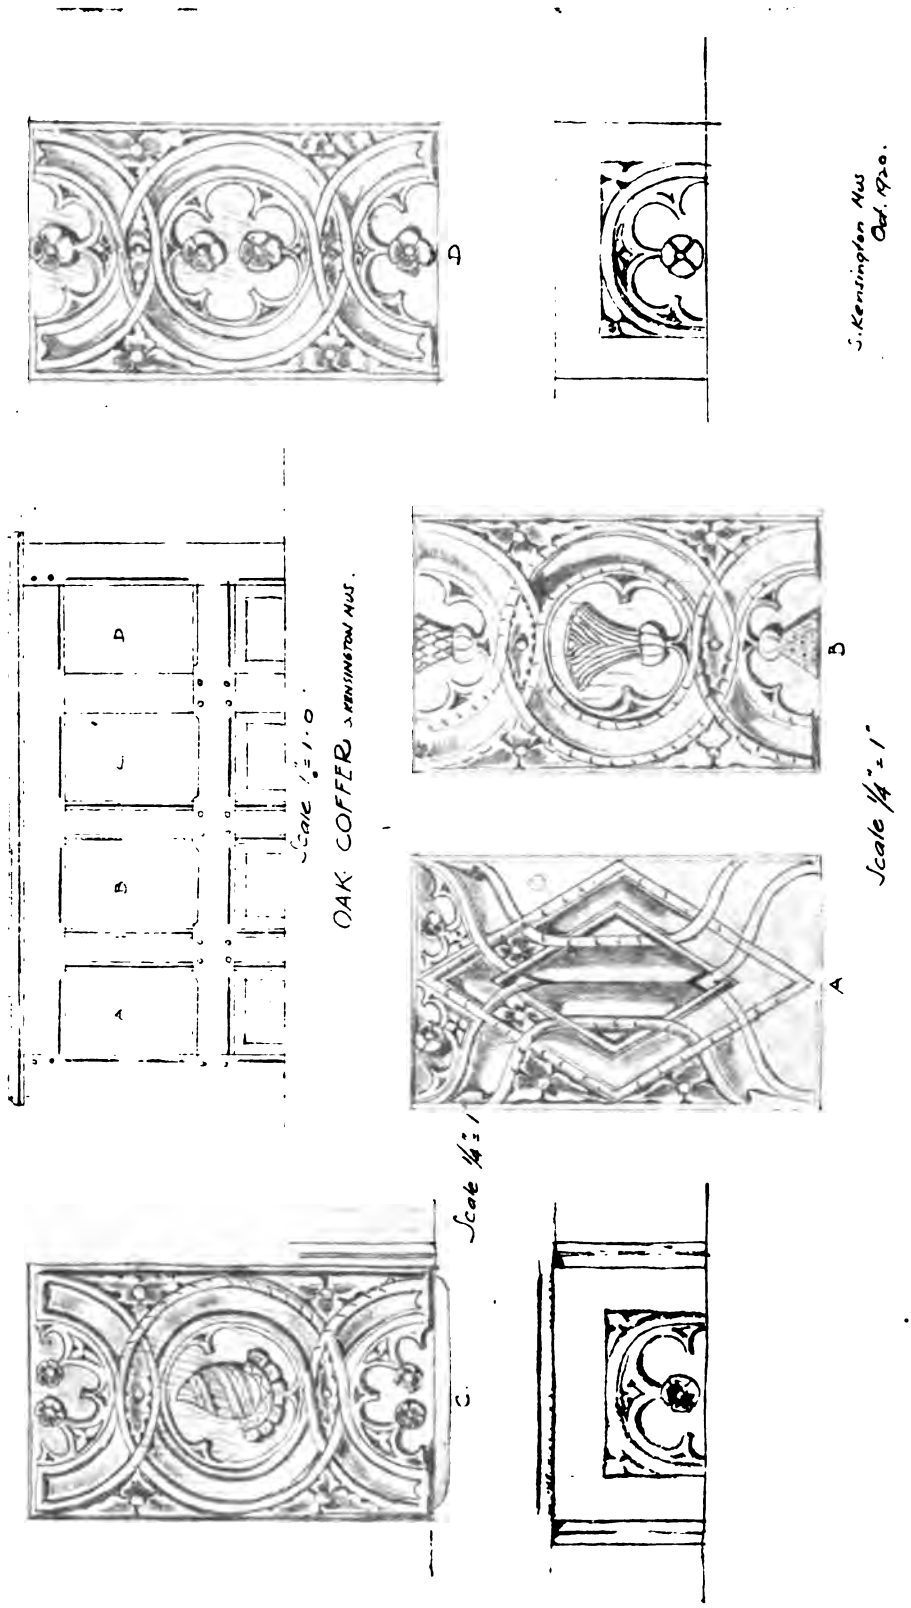 D
S. Kensington Mus
Oct. 1920.
A
B
C
D
Scale 1" = 1'. 0"
OAK. COFFER S KENSINGTON MUS.
B
A
Scale ¼" = 1"
Scale ¼" = 1
C.